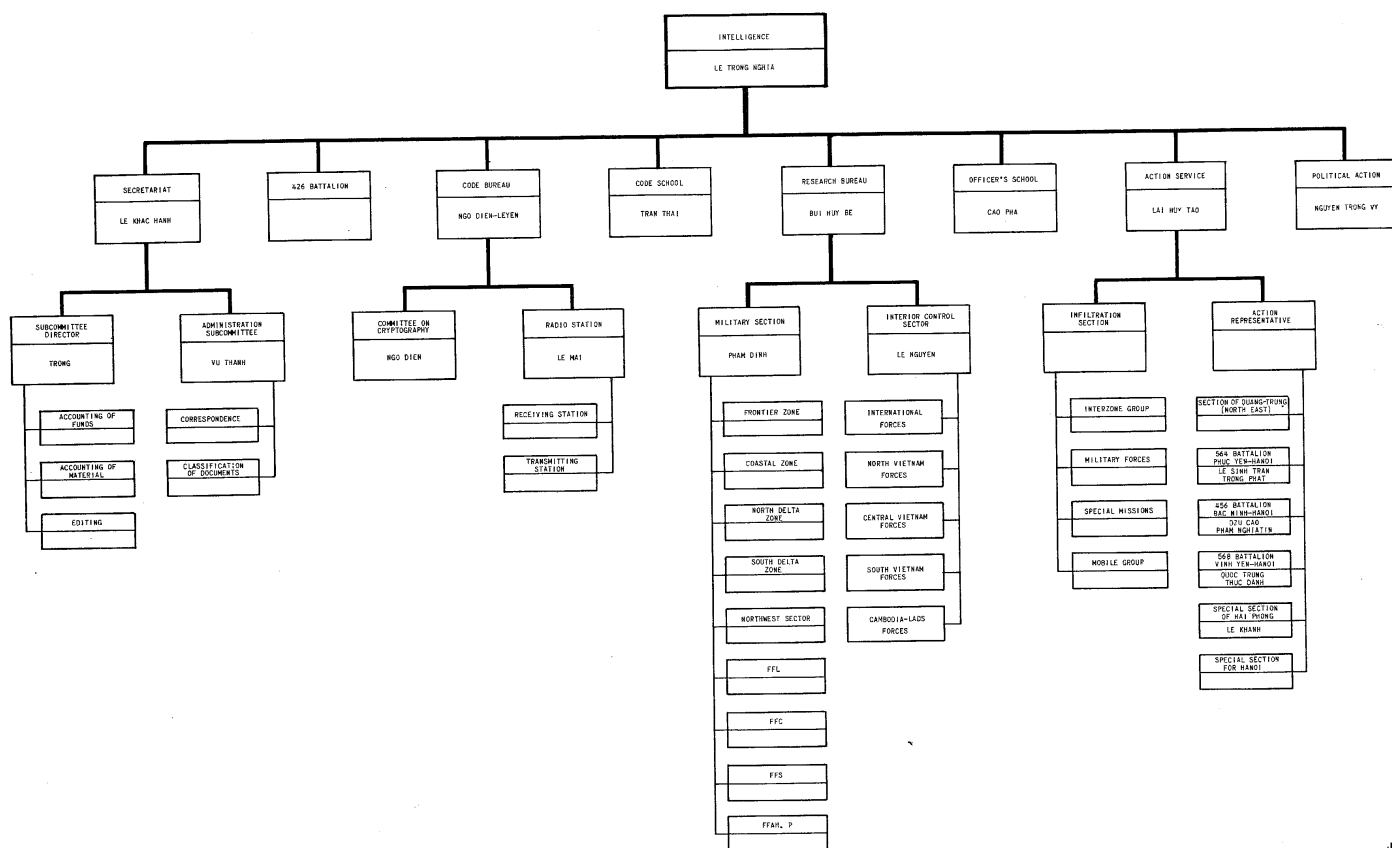 INTELLIGENCE
LE TRONG NGHIA
SECRETARIAT
LE KHAC HANH
426 BATTALION
CODE BUREAU
NGO DIEN-LEYEN
CODE SCHOOL
TRAN THAI
RESEARCH BUREAU
BUI HUY BE
OFFICER'S SCHOOL
CAO PHA
ACTION SERVICE
LAI HUY TAO
POLITICAL ACTION
NGUYEN TRONG VY
SUBCOMMITTEE
DIRECTOR
TRONG
ADMINISTRATION
SUBCOMMITTEE
VU THANH
COMMITTEE ON
CRYPTOGRAPHY
NGO DIEN
RADIO STATION
LE MAI
MILITARY SECTION
PHAM DINH
INTERIOR CONTROL
SECTOR
LE NGUYEN
INFILTRATION
SECTION
ACTION
REPRESENTATIVE
ACCOUNTING OF
FUNDS
ACCOUNTING OF
MATERIAL
EDITING
CORRESPONDENCE
CLASSIFICATION
OF DOCUMENTS
RECEIVING STATION
TRANSMITTING
STATION
FRONTIER ZONE
COASTAL ZONE
NORTH DELTA
ZONE
SOUTH DELTA
ZONE
NORTHWEST SECTOR
FFL
FFC
FFS
FFAM. P
INTERNATIONAL
FORCES
NORTH VIETNAM
FORCES
CENTRAL VIETNAM
FORCES
SOUTH VIETNAM
FORCES
CAMBODIA-LAOS
FORCES
INTERZONE GROUP
MILITARY FORCES
SPECIAL MISSIONS
MOBILE GROUP
SECTION OF QUANG-TRUNG
(NORTH EAST)
564 BATTALION
PHUC YEN-HANOI
LE SINH TRAN
TRONG PHAT
456 BATTALION
BAC NINH-HANOI
DZU CAO
PHAM NGHIATIN
568 BATTALION
VINH YEN-HANOI
QUOC TRUNG
THUC DANH
SPECIAL SECTION
OF HAI PHONG
LE KHANH
SPECIAL SECTION
FOR HANOI